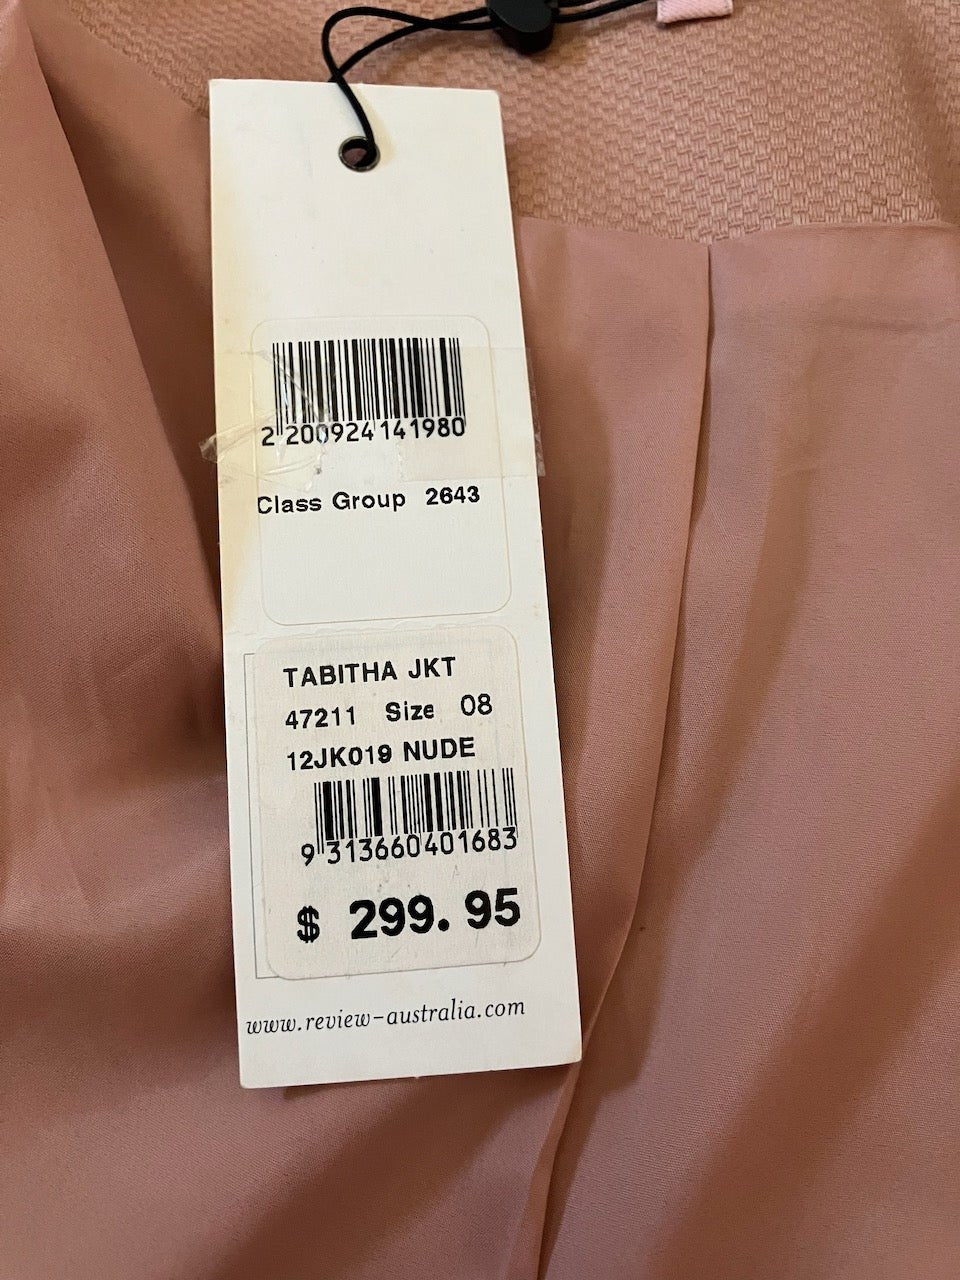 2 200924 141980
Class Group 2643
TABITHA JKT
47211 Size 08
12JK019 NUDE
9 313660 401683
$ 299.95
www.review-australia.com